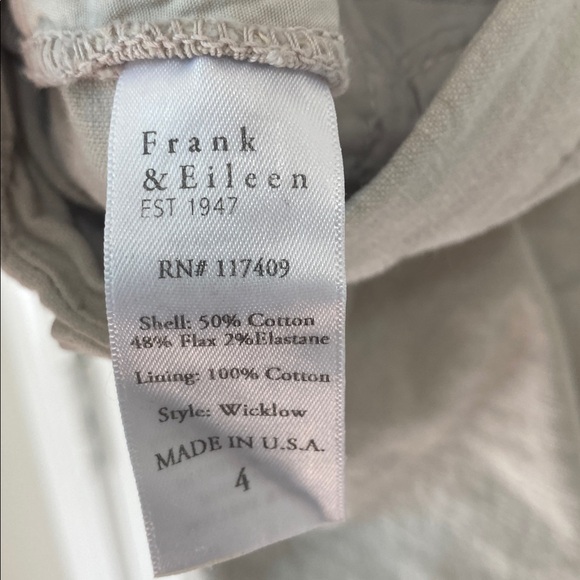 Frank
& Eileen
EST 1947
RN# 117409
Shell: 50% Cotton
48% Flax 2%Elastane
Lining: 100% Cotton
Style: Wicklow
MADE IN U.S.A.
4